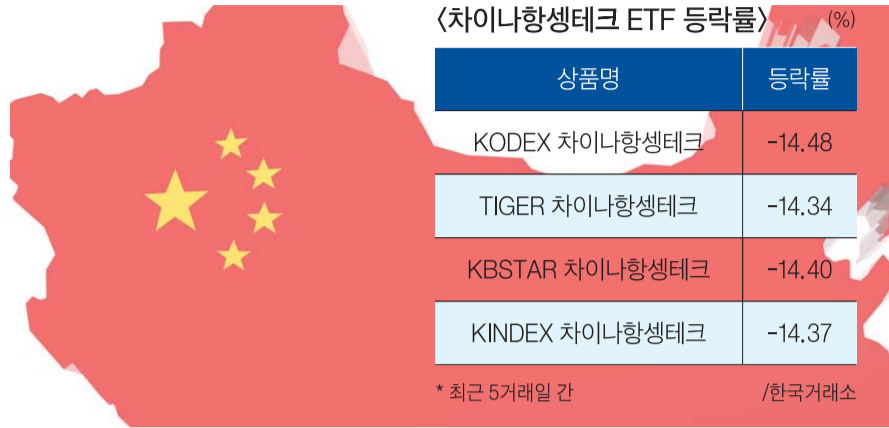 〈차이나항셍테크 ETF 등락률〉 (%)
상품명 등락률
KODEX 차이나항셍테크 -14.48
TIGER 차이나항셍테크 -14.34
KBSTAR 차이나항셍테크 -14.40
KINDEX 차이나항셍테크 -14.37
* 최근 5거래일 간 /한국거래소